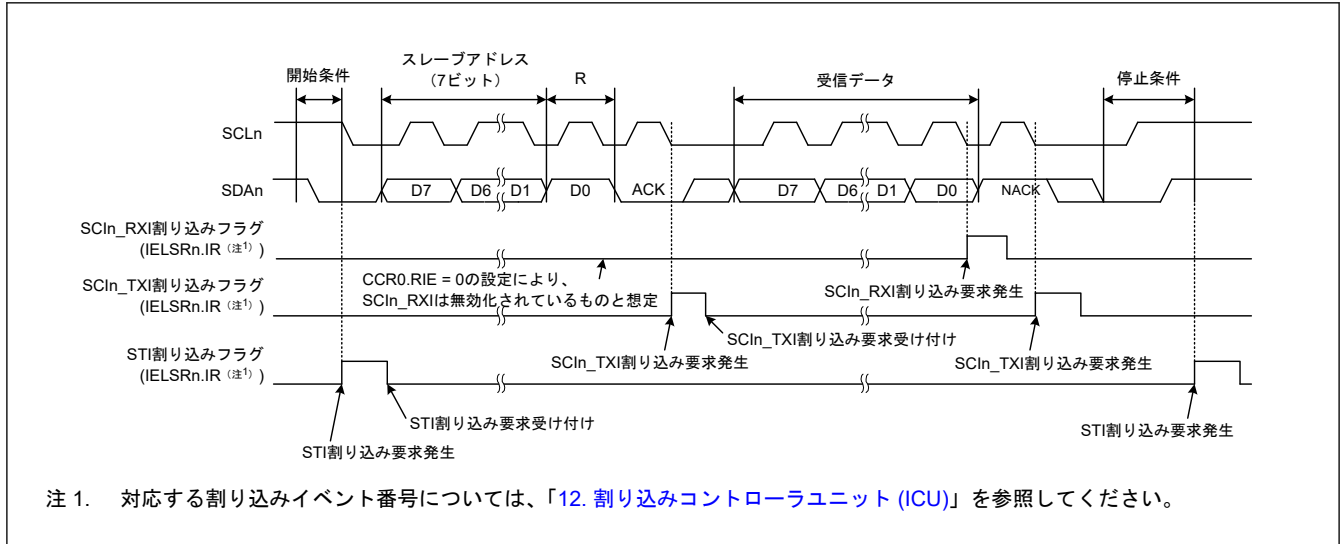 スレーブアドレス
開始条件 （7ビット） R 受信データ 停止条件
SCLn
SDAn D7 D6 D1 D0 ACK D7 D6 D1 D0 NACK
SCIn_RXI割り込みフラグ
(IELSRn.IR（注1）)
CCR0.RIE = 0の設定により、
SCIn_RXIは無効化されているものと想定
SCIn_RXI割り込み要求発生
SCIn_TXI割り込みフラグ
(IELSRn.IR（注1）)
SCIn_TXI割り込み要求受け付け
SCIn_TXI割り込み要求発生 SCIn_TXI割り込み要求発生
STI割り込みフラグ
(IELSRn.IR（注1）)
STI割り込み要求受け付け
STI割り込み要求発生 STI割り込み要求発生
注 1. 対応する割り込みイベント番号については、「12. 割り込みコントローラユニット (ICU)」を参照してください。